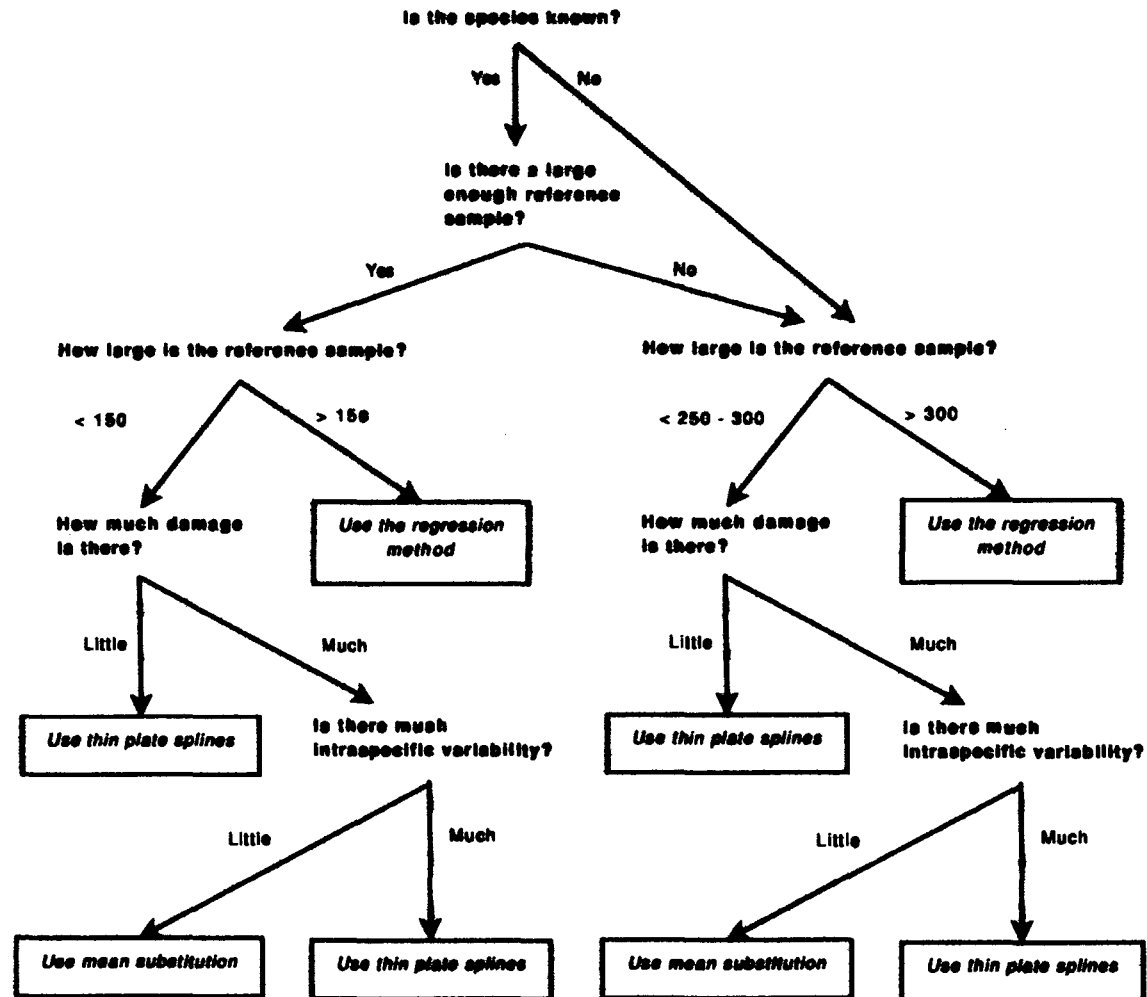 Is the species known?
Yes
No
Is there a large
enough reference
sample?
Yes
No
How large is the reference sample?
How large is the reference sample?
< 150
> 150
< 250 - 300
> 300
How much damage
is there?
Use the regression
method
How much damage
is there?
Use the regression
method
Little
Much
Little
Much
Use thin plate splines
Is there much
intraspecific variability?
Use thin plate splines
Is there much
intraspecific variability?
Little
Much
Little
Much
Use mean substitution
Use thin plate splines
Use mean substitution
Use thin plate splines